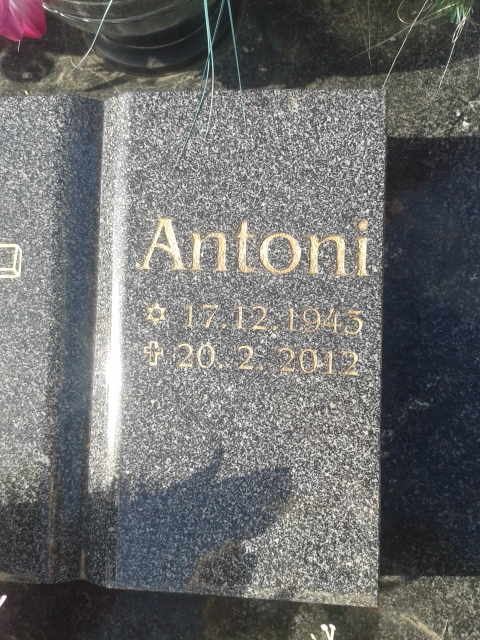 Antoni
✡ 17.12.1943
✞ 20. 2. 2012